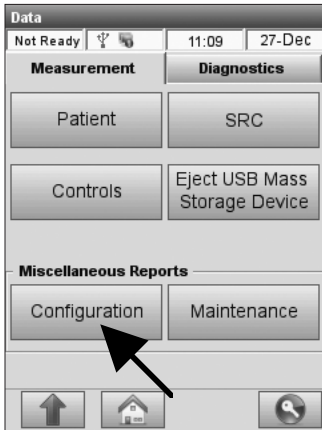 Data
Not Ready 11:09 27-Dec
Measurement Diagnostics
Patient SRC
Controls Eject USB Mass
Storage Device
Miscellaneous Reports
Configuration Maintenance